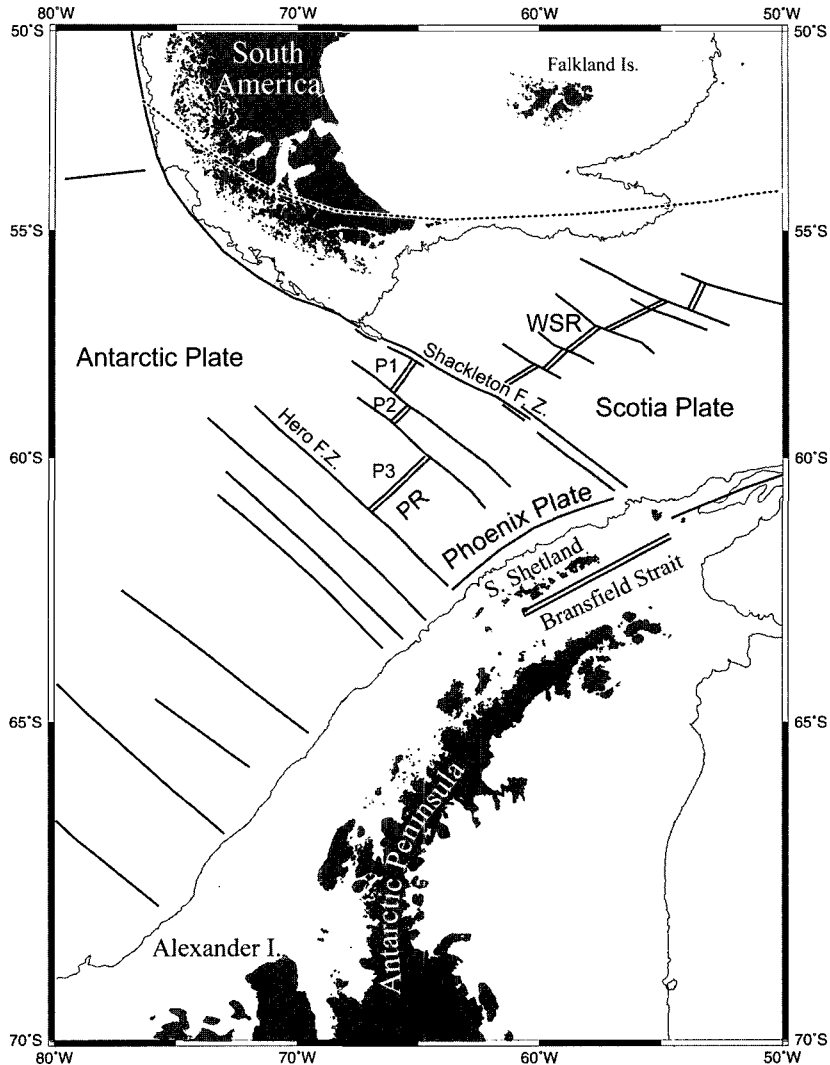 80°W 70°W 60°W 50°W
50°S 50°S
South
America
Falkland Is.
55°S 55°S
WSR
Antarctic Plate
P1
Shackleton F. Z.
P2
Scotia Plate
Hero F.Z.
60°S 60°S
P3
PR
Phoenix Plate
S. Shetland
Bransfield Strait
65°S 65°S
Antarctic Peninsula
Alexander I.
70°S 70°S
80°W 70°W 60°W 50°W